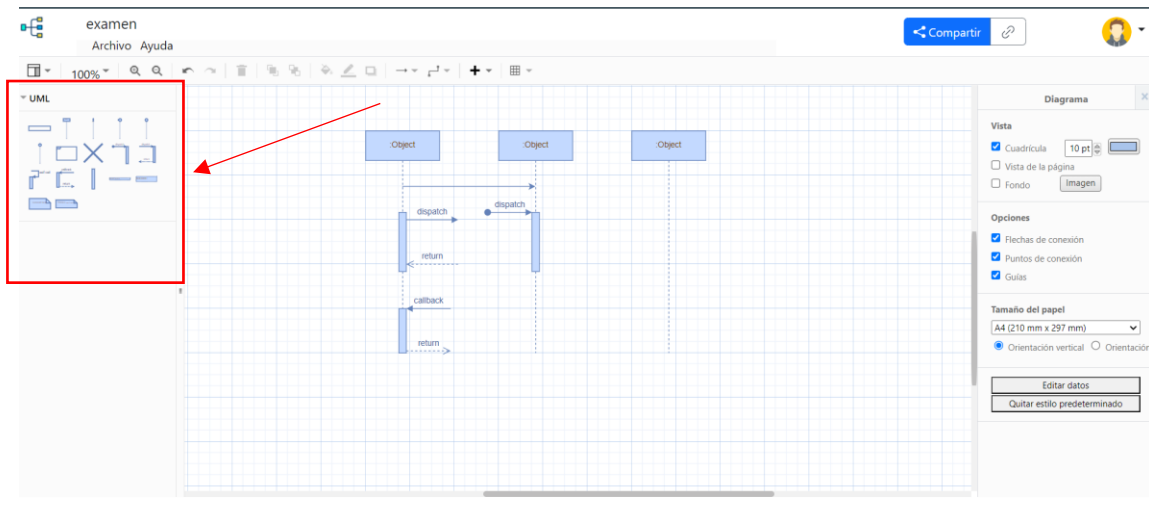 examen
Archivo Ayuda
Compartir
100%
UML
:Object
:Object
:Object
dispatch
dispatch
return
callback
return
Diagrama
Vista
Cuadrícula
10 pt
Vista de la página
Fondo
Imagen
Opciones
Flechas de conexión
Puntos de conexión
Guías
Tamaño del papel
A4 (210 mm x 297 mm)
Orientación vertical
Orientación
Editar datos
Quitar estilo predeterminado